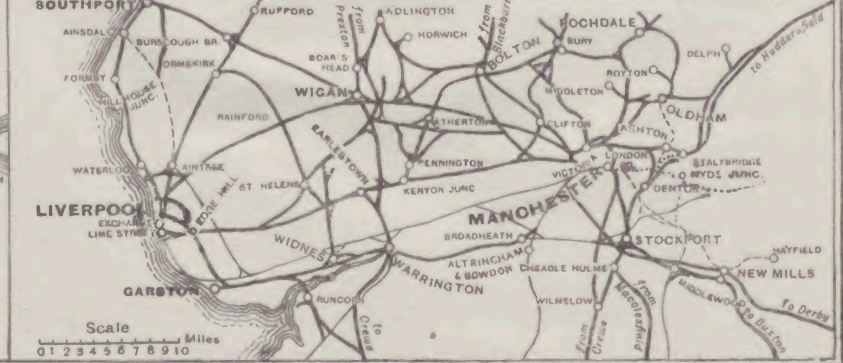 SOUTHPORT
RUFFORD
from Preston
ADLINGTON
from Blackburn
ROCHDALE
AINSDALE
BURSCOUGH BR.
HORWICH
BOLTON
BURY
DELPH
to Huddersfield
ORMSKIRK
BOAR'S HEAD
ROYTON
FORMBY
MIDDLETON
HILLHOUSE JUNC.
WIGAN
OLDHAM
RAINFORD
ATHERTON
CLIFTON
ASHTON
EARLESTOWN
WATERLOO
AINTREE
PENNINGTON
VICTORIA
LONDON RD.
STALYBRIDGE
HYDE JUNC.
ST HELENS
KENYON JUNC.
DENTON
LIVERPOOL
EDGE HILL
MANCHESTER
EXCHANGE
LIME STREET
WIDNES
BROADHEATH
STOCKPORT
WARRINGTON
ALTRINCHAM & BOWDON
CHEADLE HULME
HAYFIELD
NEW MILLS
GARSTON
MIDDLEWOOD
RUNCORN
WILMSLOW
to Derby
Scale
Miles
0 1 2 3 4 5 6 7 8 9 10
to Crewe
from Crewe
from Macclesfield
to Buxton